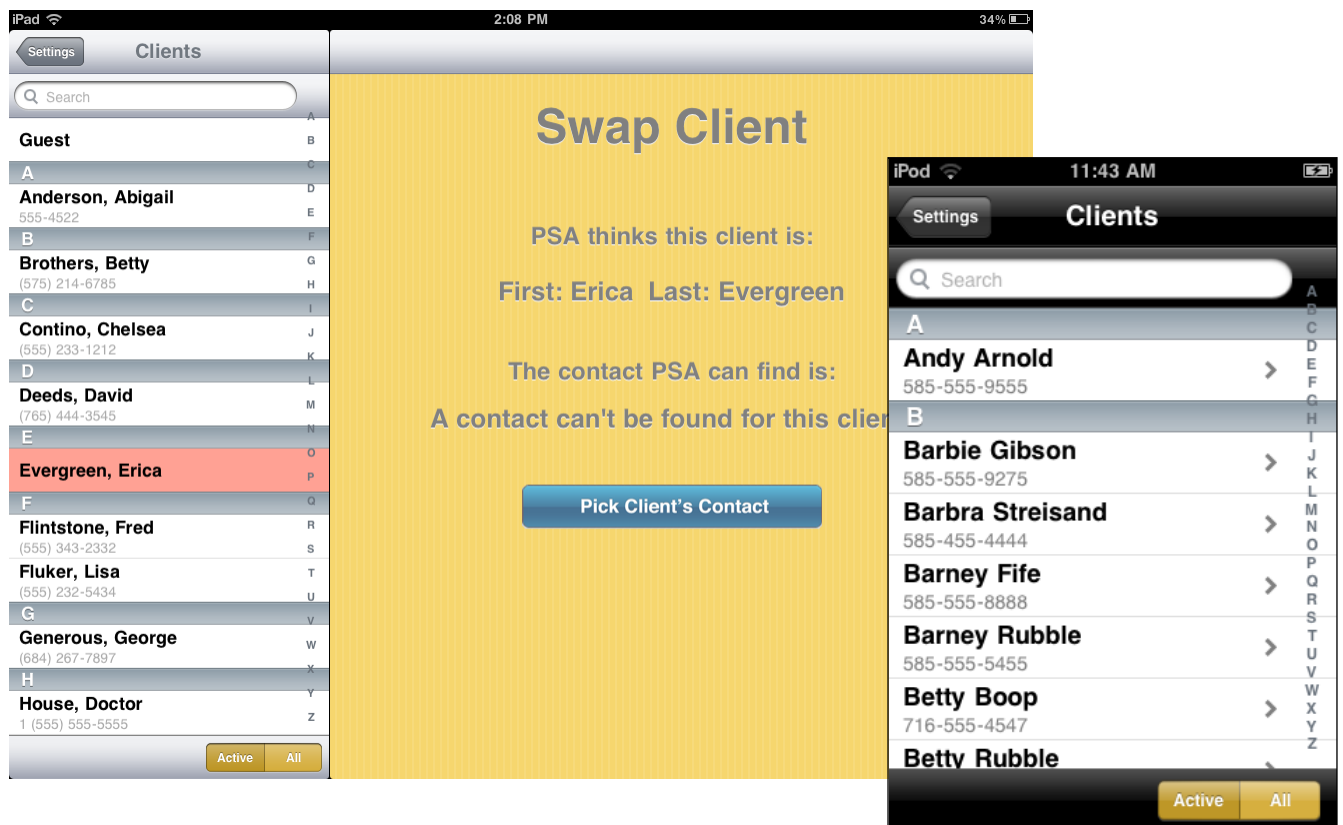 iPad 2:08 PM 34%
Settings Clients
Search
Guest
A
Anderson, Abigail
555-4522
B
Brothers, Betty
(575) 214-6785
C
Contino, Chelsea
(555) 233-1212
D
Deeds, David
(765) 444-3545
E
Evergreen, Erica
F
Flintstone, Fred
(555) 343-2332
Fluker, Lisa
(555) 232-5434
G
Generous, George
(684) 267-7897
H
House, Doctor
1 (555) 555-5555
Active All
A
B
C
D
E
F
G
H
I
J
K
L
M
N
O
P
Q
R
S
T
U
V
W
X
Y
Z
Swap Client
PSA thinks this client is:
First: Erica Last: Evergreen
The contact PSA can find is:
A contact can't be found for this clien
Pick Client's Contact
iPod 11:43 AM
Settings Clients
Search
A
Andy Arnold
585-555-9555
B
Barbie Gibson
585-555-9275
Barbra Streisand
585-455-4444
Barney Fife
585-555-8888
Barney Rubble
585-555-5455
Betty Boop
716-555-4547
Betty Rubble
A
B
C
D
E
F
G
H
I
J
K
L
M
N
O
P
Q
R
S
T
U
V
W
X
Y
Z
Active All